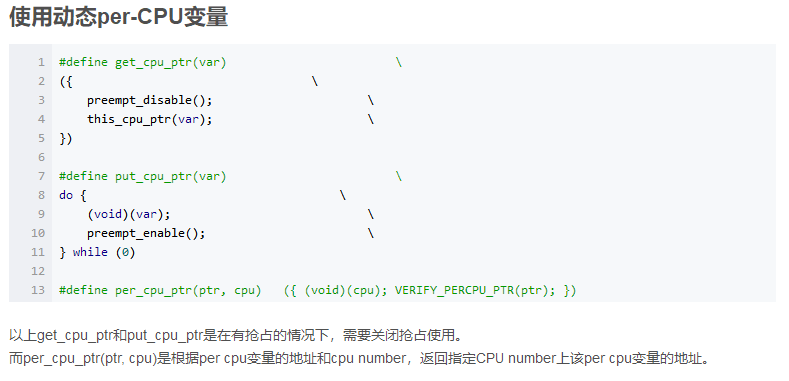 使用动态per-CPU变量
1 #define get_cpu_ptr(var) \
2 ({ \
3 preempt_disable(); \
4 this_cpu_ptr(var); \
5 })
6
7 #define put_cpu_ptr(var) \
8 do { \
9 (void)(var); \
10 preempt_enable(); \
11 } while (0)
12
13 #define per_cpu_ptr(ptr, cpu) ({ (void)(cpu); VERIFY_PERCPU_PTR(ptr); })
以上get_cpu_ptr和put_cpu_ptr是在有抢占的情况下，需要关闭抢占使用。
而per_cpu_ptr(ptr, cpu)是根据per cpu变量的地址和cpu number，返回指定CPU number上该per cpu变量的地址。